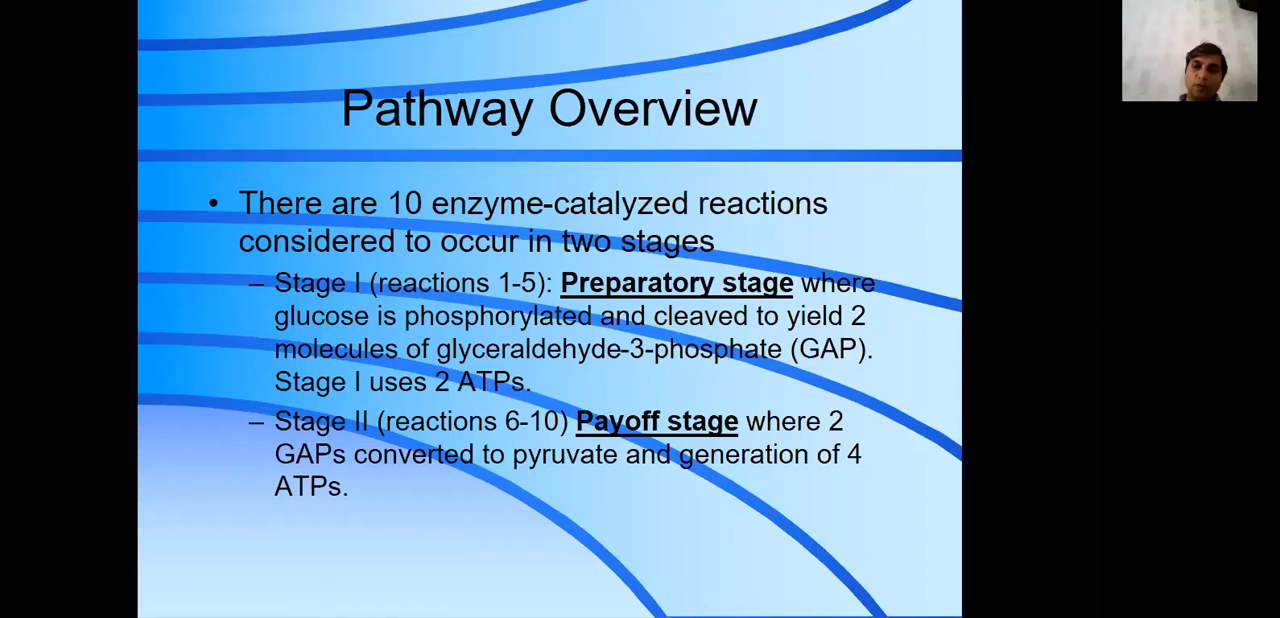 Pathway Overview
• There are 10 enzyme-catalyzed reactions
considered to occur in two stages
– Stage I (reactions 1-5): Preparatory stage where
glucose is phosphorylated and cleaved to yield 2
molecules of glyceraldehyde-3-phosphate (GAP).
Stage I uses 2 ATPs.
– Stage II (reactions 6-10) Payoff stage where 2
GAPs converted to pyruvate and generation of 4
ATPs.